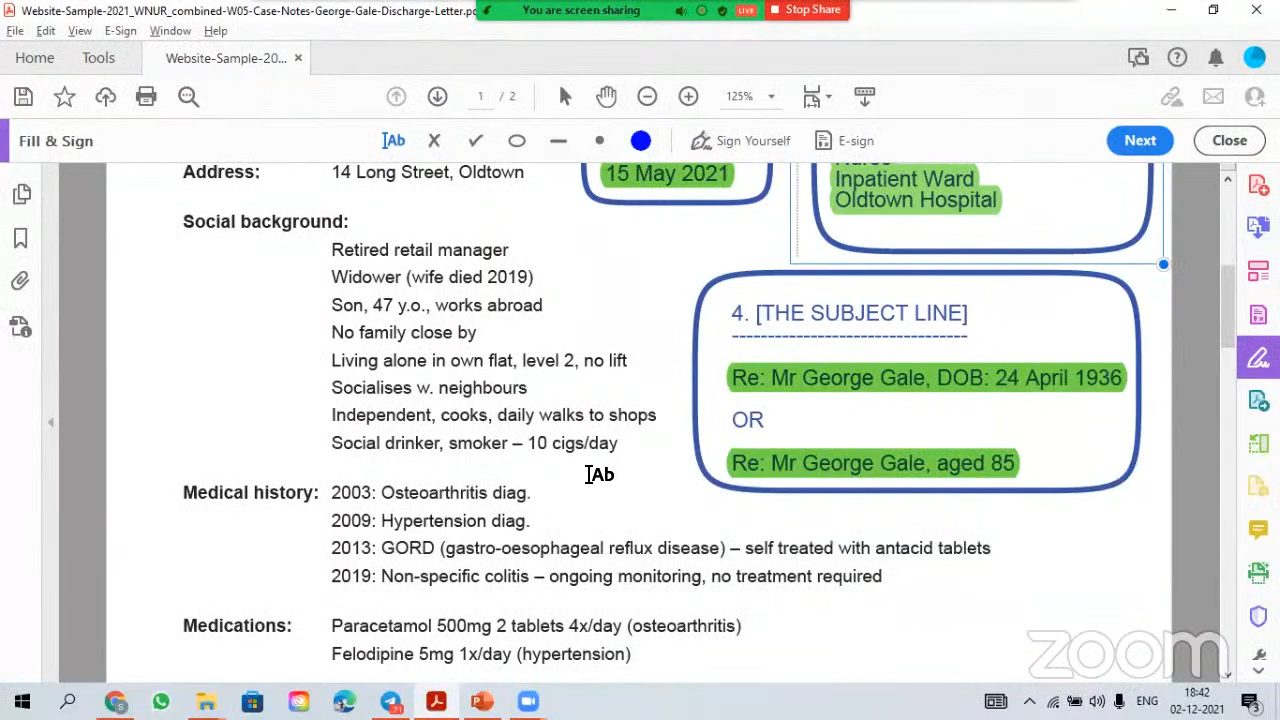 Website-Sample-2021_WNUR_combined-W05-Case-Notes-George-Gale-Discharge-Letter.pc
You are screen sharing
LIVE
Stop Share
File Edit View E-Sign Window Help
Home Tools Website-Sample-20...
1 / 2
125%
Fill & Sign
Ab
Sign Yourself
E-sign
Next
Close
Address: 14 Long Street, Oldtown
15 May 2021
Inpatient Ward
Oldtown Hospital
Social background:
Retired retail manager
Widower (wife died 2019)
Son, 47 y.o., works abroad
No family close by
Living alone in own flat, level 2, no lift
Socialises w. neighbours
Independent, cooks, daily walks to shops
Social drinker, smoker – 10 cigs/day
4. [THE SUBJECT LINE]
---------------------------------
Re: Mr George Gale, DOB: 24 April 1936
OR
Re: Mr George Gale, aged 85
Ab
Medical history: 2003: Osteoarthritis diag.
2009: Hypertension diag.
2013: GORD (gastro-oesophageal reflux disease) – self treated with antacid tablets
2019: Non-specific colitis – ongoing monitoring, no treatment required
Medications: Paracetamol 500mg 2 tablets 4x/day (osteoarthritis)
Felodipine 5mg 1x/day (hypertension)
zoom
ENG
18:42
02-12-2021